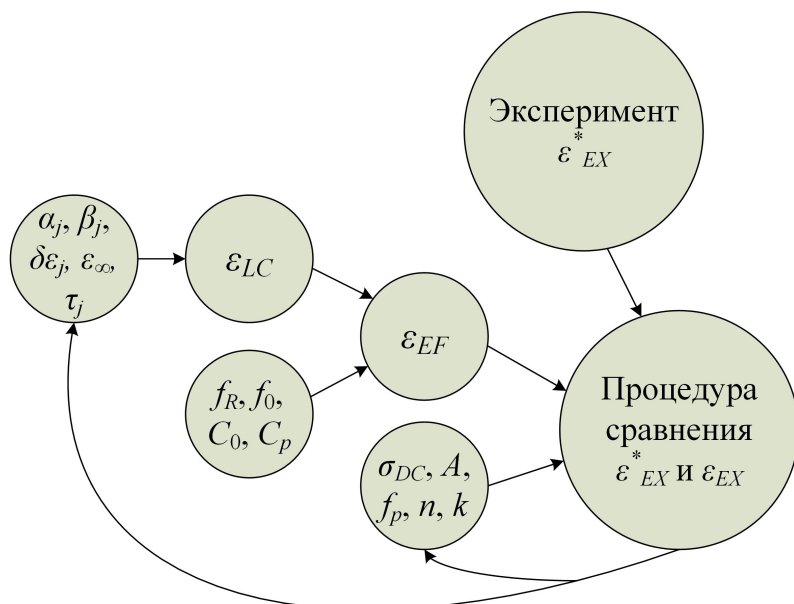 Эксперимент
ε*EX
αj, βj,
δεj, ε∞,
τj
εLC
εEF
fR, f0,
C0, Cp
σDC, A,
fp, n, k
Процедура
сравнения
ε*EX и εEX